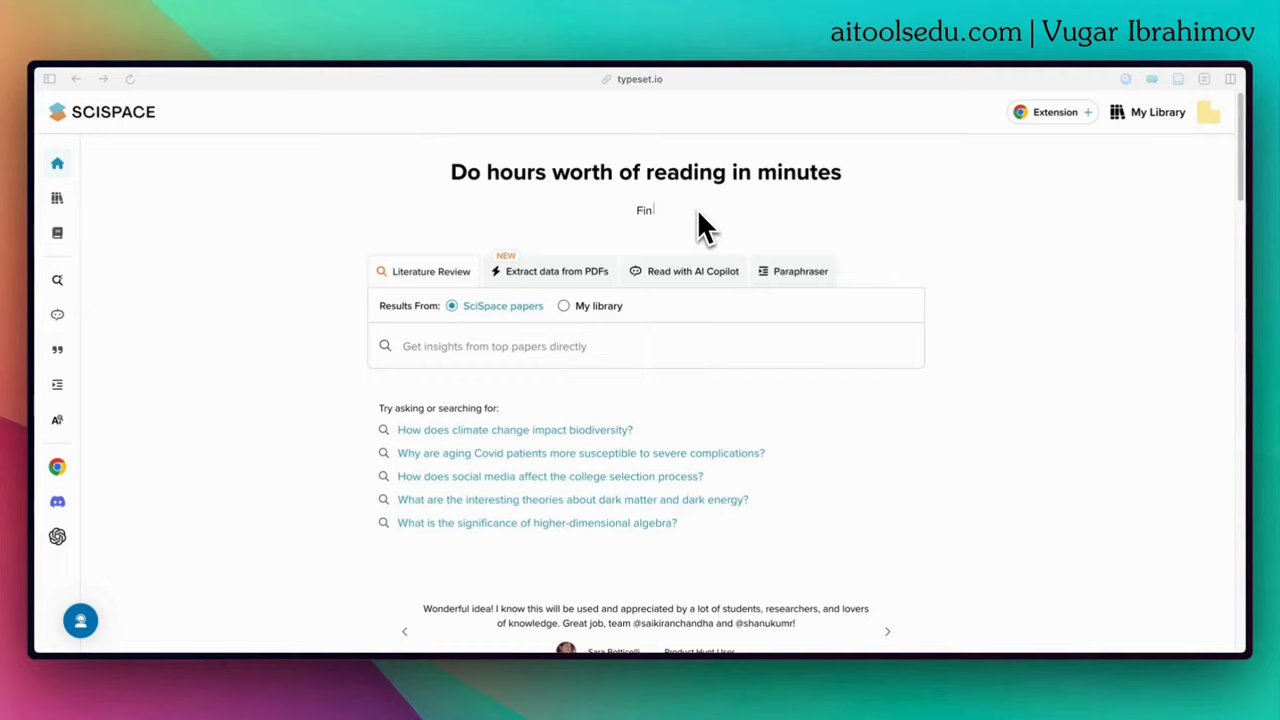 aitoolsedu.com | Vugar Ibrahimov
typeset.io
SCISPACE
Extension +
My Library
Do hours worth of reading in minutes
Fin
NEW
Literature Review
Extract data from PDFs
Read with AI Copilot
Paraphraser
Results From:
SciSpace papers
My library
Get insights from top papers directly
Try asking or searching for:
How does climate change impact biodiversity?
Why are aging Covid patients more susceptible to severe complications?
How does social media affect the college selection process?
What are the interesting theories about dark matter and dark energy?
What is the significance of higher-dimensional algebra?
Wonderful idea! I know this will be used and appreciated by a lot of students, researchers, and lovers
of knowledge. Great job, team @saikiranchandha and @shanukumr!
Sara Botticelli
Product Hunt User